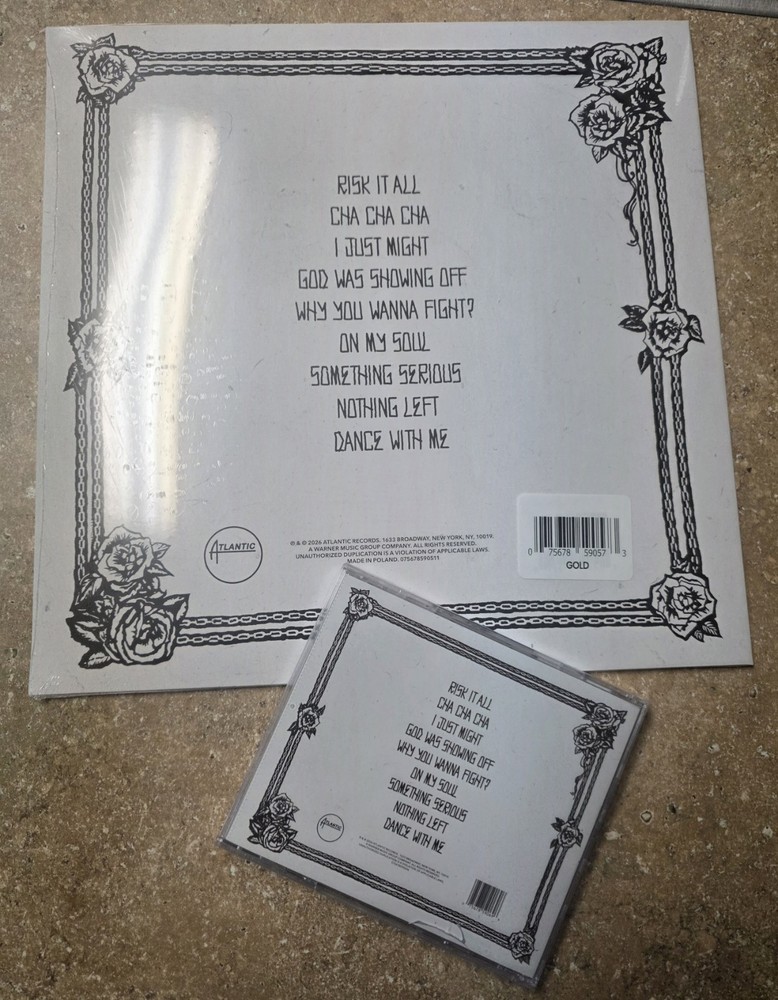 RISK IT ALL
CHA CHA CHA
I JUST MIGHT
GOD WAS SHOWING OFF
WHY YOU WANNA FIGHT?
ON MY SOUL
SOMETHING SERIOUS
NOTHING LEFT
DANCE WITH ME
ATLANTIC
℗ & © 2026 ATLANTIC RECORDS, 1633 BROADWAY, NEW YORK, NY, 10019.
A WARNER MUSIC GROUP COMPANY. ALL RIGHTS RESERVED.
UNAUTHORIZED DUPLICATION IS A VIOLATION OF APPLICABLE LAWS.
MADE IN POLAND. 075678590511
0 75678 59057 3
GOLD
RISK IT ALL
CHA CHA CHA
I JUST MIGHT
GOD WAS SHOWING OFF
WHY YOU WANNA FIGHT?
ON MY SOUL
SOMETHING SERIOUS
NOTHING LEFT
DANCE WITH ME
ATLANTIC